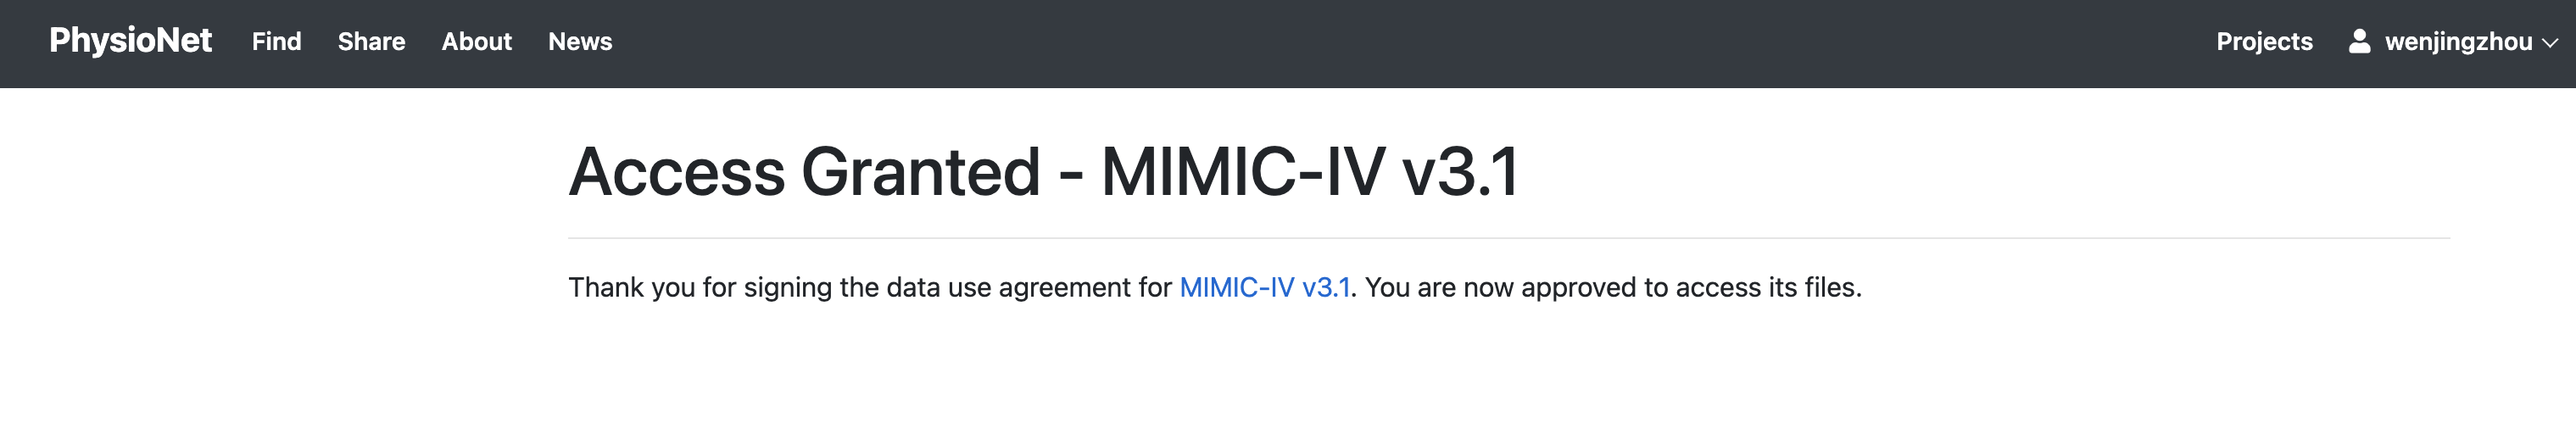 PhysioNet Find Share About News Projects wenjingzhou
Access Granted - MIMIC-IV v3.1
Thank you for signing the data use agreement for MIMIC-IV v3.1. You are now approved to access its files.